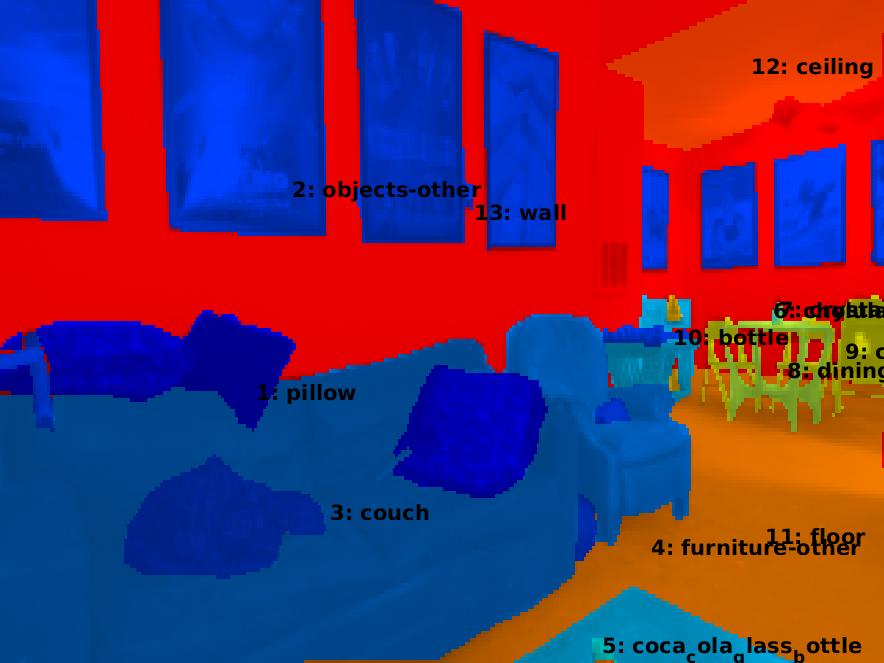 12: ceiling
2: objects-other
13: wall
10: bottle
9: c
8: dining
1: pillow
3: couch
11: floor
4: furniture-other
5: coca_cola_glass_bottle